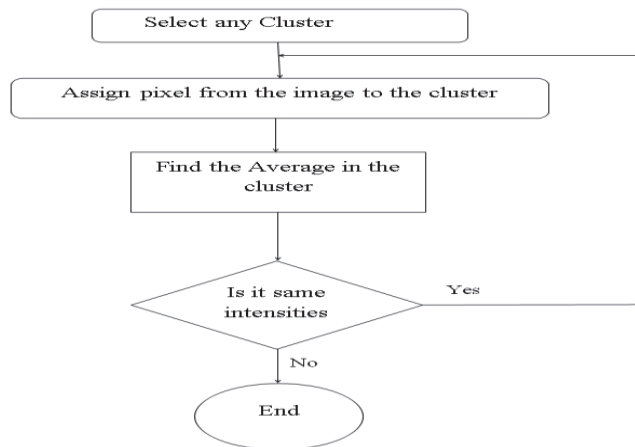 Select any Cluster
Assign pixel from the image to the cluster
Find the Average in the
cluster
Is it same
intensities
Yes
No
End